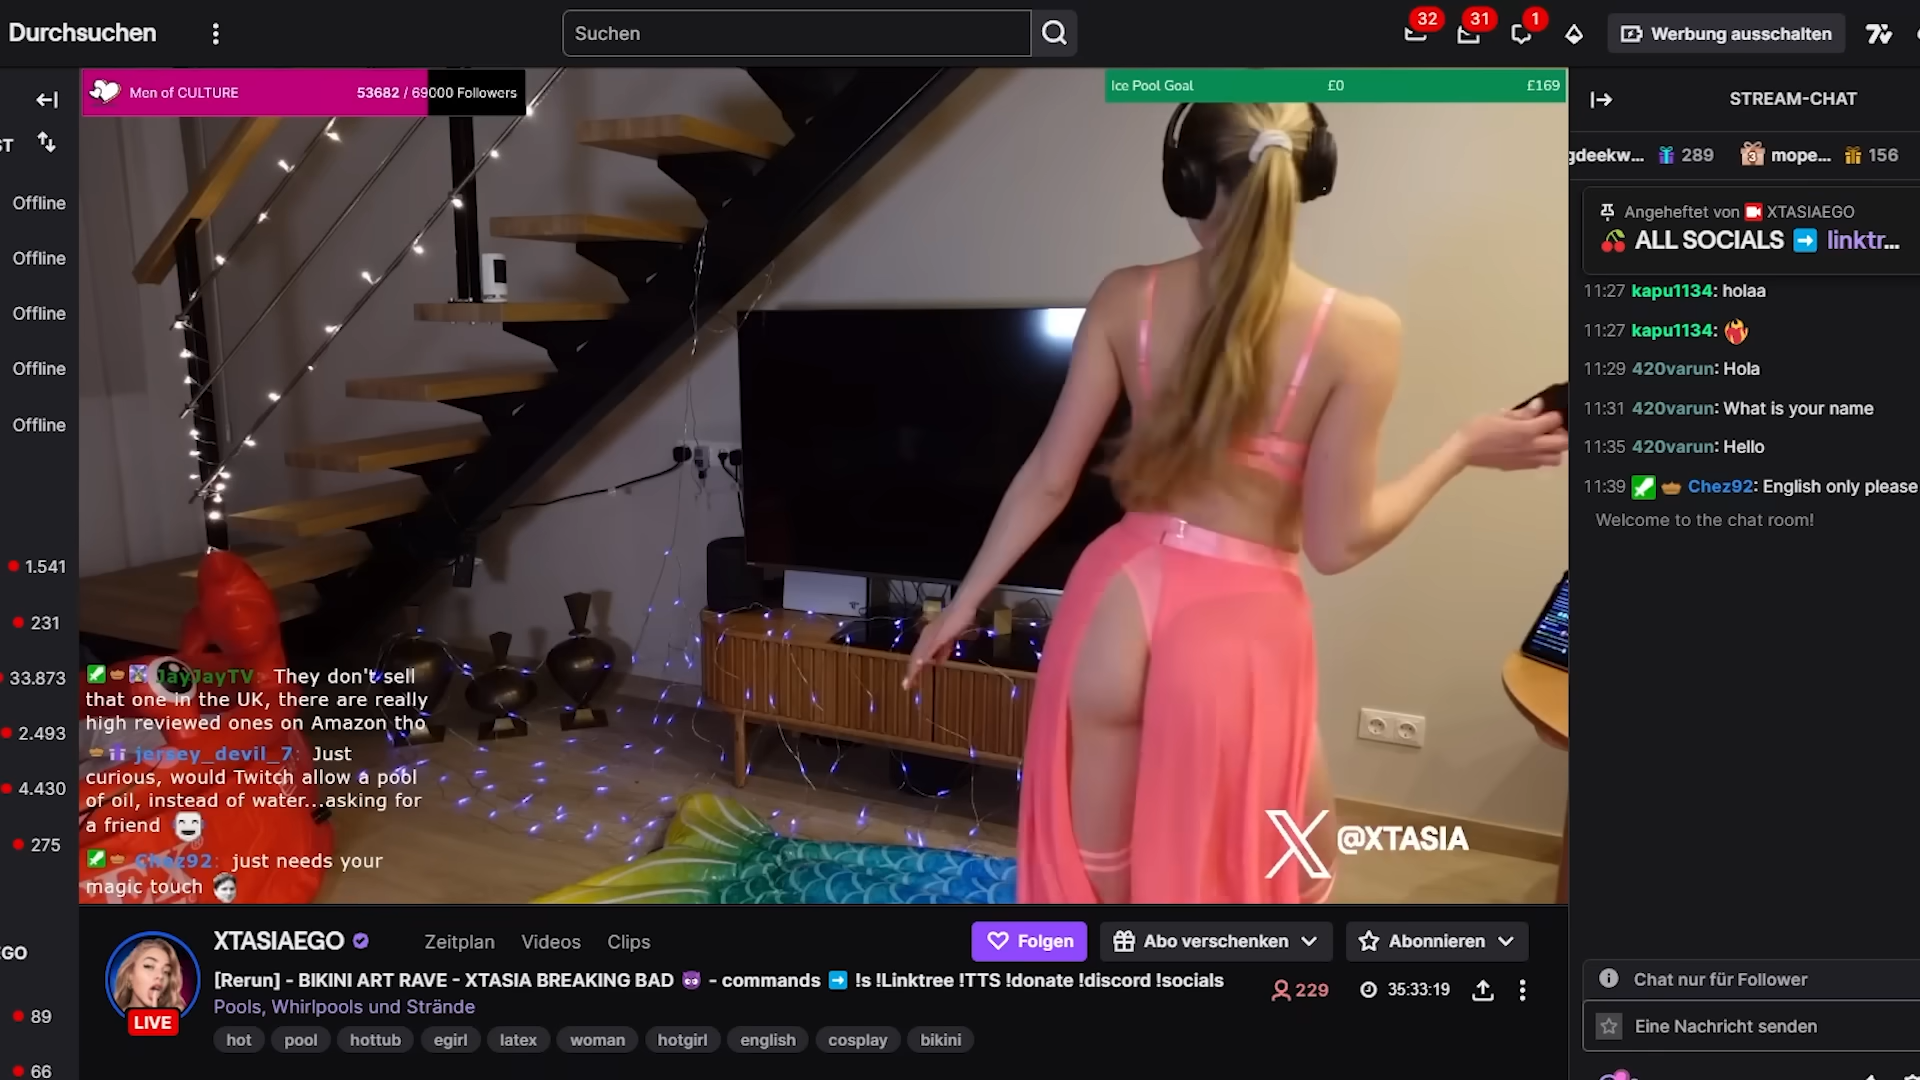 Durchsuchen
Suchen
32
31
1
Werbung ausschalten
Men of CULTURE
53682 / 69000 Followers
Ice Pool Goal
£0
£169
ST
Offline
Offline
Offline
Offline
Offline
1.541
231
33.873
2.493
4.430
275
GO
89
66
JayJayTV: They don't sell
that one in the UK, there are really
high reviewed ones on Amazon tho
jersey_devil_7: Just
curious, would Twitch allow a pool
of oil, instead of water...asking for
a friend
Chez92: just needs your
magic touch
@XTASIA
STREAM-CHAT
gdeekw... 289
3 mope... 156
Angeheftet von XTASIAEGO
ALL SOCIALS linktr...
11:27 kapu1134: holaa
11:27 kapu1134:
11:29 420varun: Hola
11:31 420varun: What is your name
11:35 420varun: Hello
11:39 Chez92: English only please
Welcome to the chat room!
Chat nur für Follower
Eine Nachricht senden
LIVE
XTASIAEGO
Zeitplan
Videos
Clips
Folgen
Abo verschenken
Abonnieren
[Rerun] - BIKINI ART RAVE - XTASIA BREAKING BAD - commands !s !Linktree !TTS !donate !discord !socials
229
35:33:19
Pools, Whirlpools und Strände
hot
pool
hottub
egirl
latex
woman
hotgirl
english
cosplay
bikini